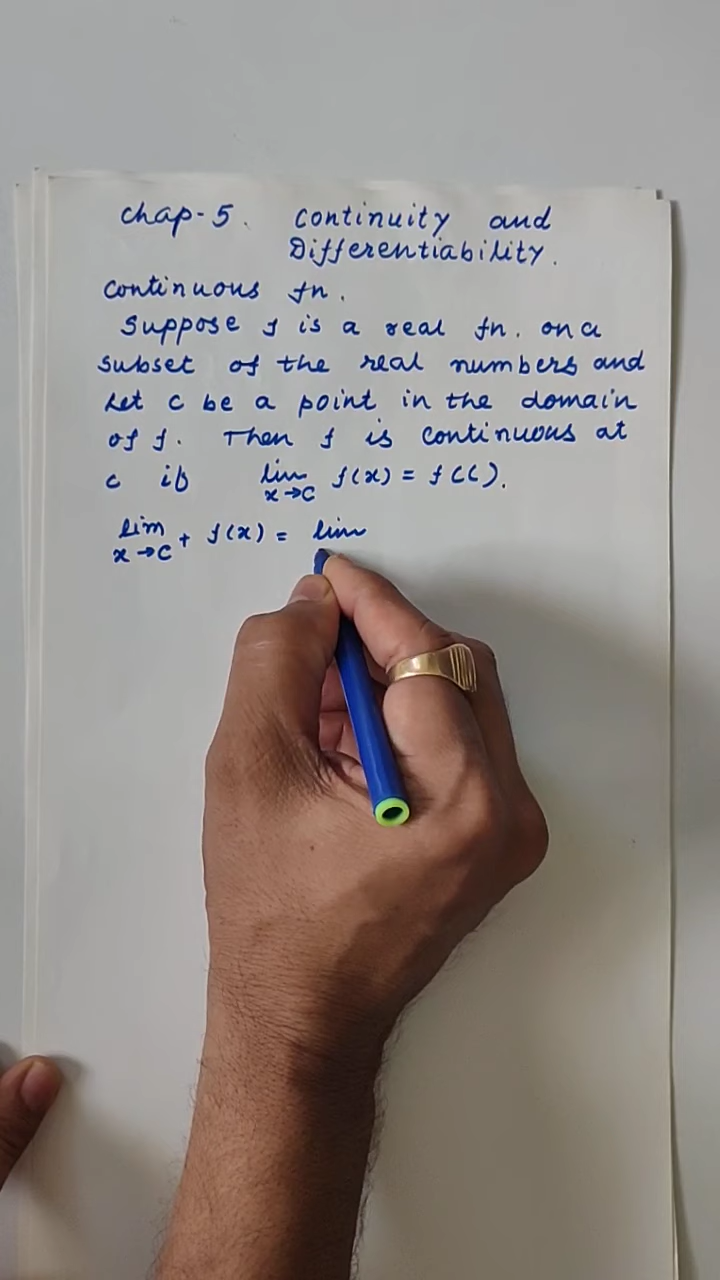 Chap-5. Continuity and
Differentiability.
Continuous fn.
Suppose f is a real fn. on a
subset of the real numbers and
let c be a point in the domain
of f. Then f is continuous at
c if lim x→c f(x) = f(c).
lim x→c+ f(x) = lim